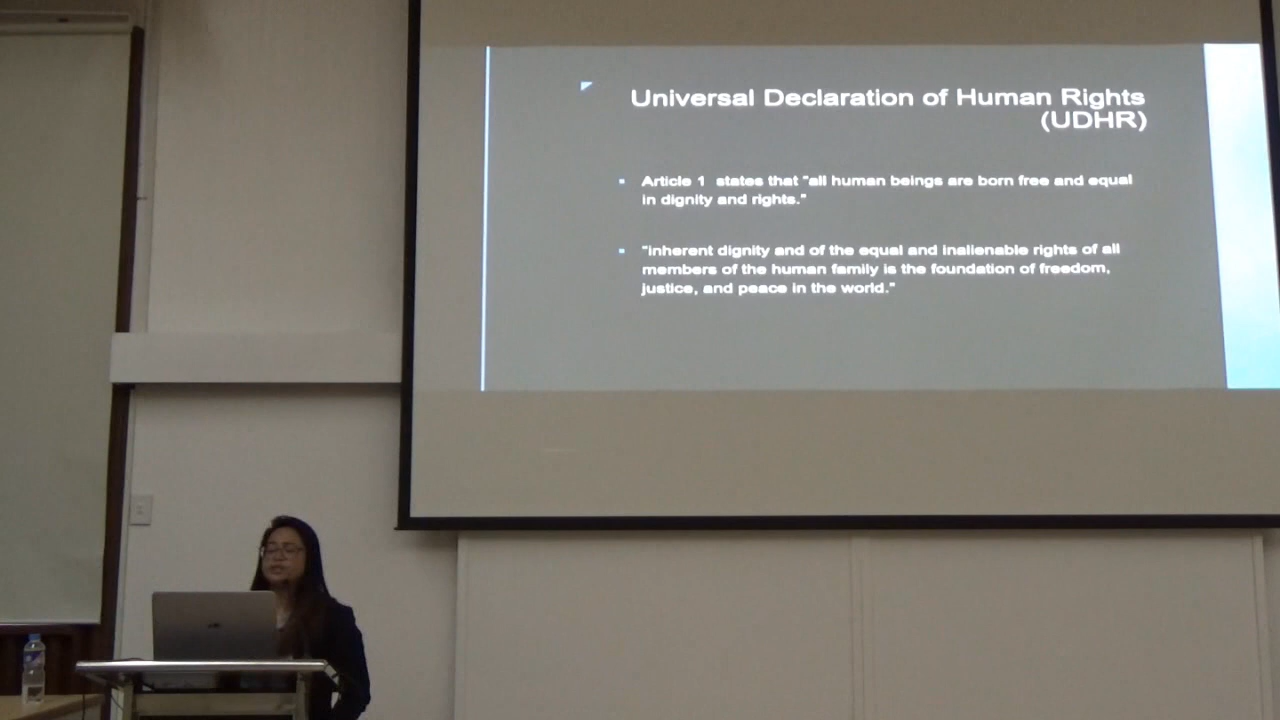 Universal Declaration of Human Rights
(UDHR)
Article 1 states that "all human beings are born free and equal
in dignity and rights."
"inherent dignity and of the equal and inalienable rights of all
members of the human family is the foundation of freedom,
justice, and peace in the world."